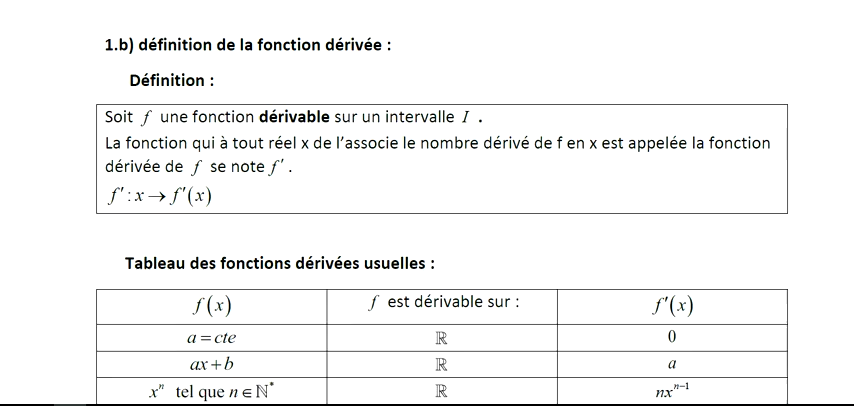 1.b) définition de la fonction dérivée :
Définition :
Soit f une fonction dérivable sur un intervalle I .
La fonction qui à tout réel x de l'associe le nombre dérivé de f en x est appelée la fonction
dérivée de f se note f' .
f' : x → f'(x)
Tableau des fonctions dérivées usuelles :
f(x) f est dérivable sur : f'(x)
a = cte ℝ 0
ax + b ℝ a
xⁿ tel que n ∈ ℕ* ℝ nxⁿ⁻¹